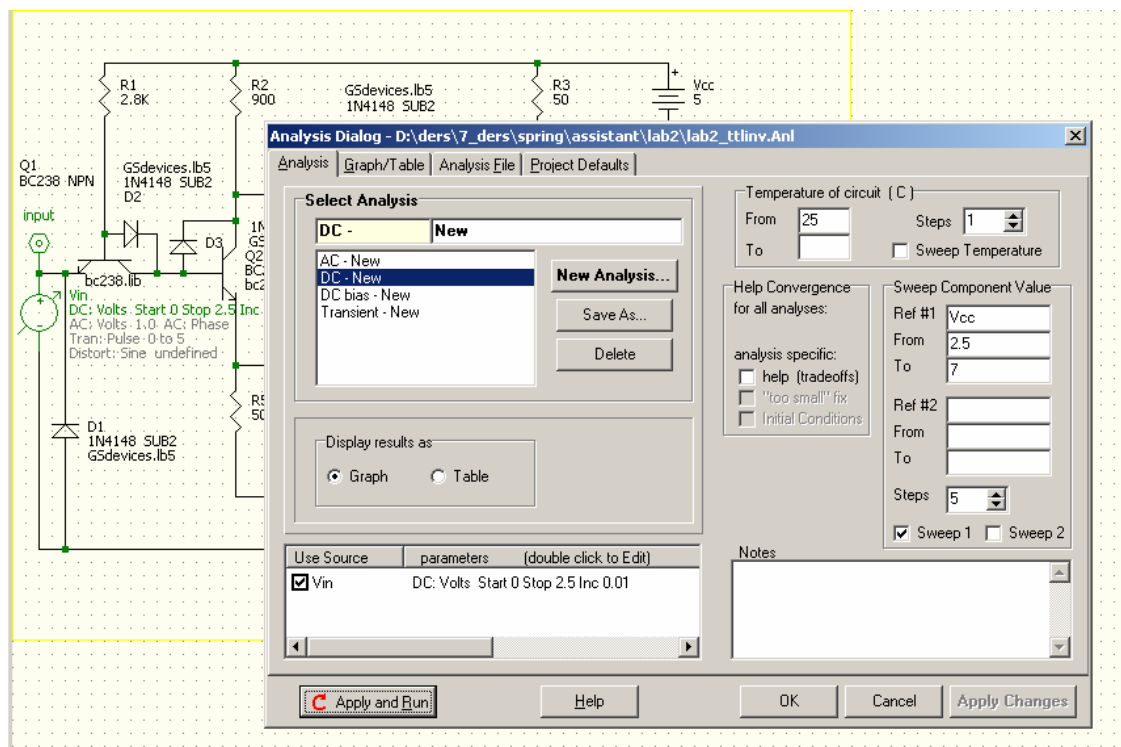 R1
2.8K
R2
900
GSdevices.lb5
1N4148 SUB2
R3
50
+
Vcc
5
Q1
BC238 NPN
GSdevices.lb5
1N4148 SUB2
D2
input
D3
Q2
bc238.lib
Vin
DC: Volts Start 0 Stop 2.5 Inc
AC: Volts 1.0 AC: Phase
Tran: Pulse 0 to 5
Distort: Sine undefined
D1
1N4148 SUB2
GSdevices.lb5
Analysis Dialog - D:\ders\7_ders\spring\assistant\lab2\lab2_ttlinv.Anl
Analysis Graph/Table Analysis File Project Defaults
Select Analysis
DC - New
AC - New
DC - New
DC bias - New
Transient - New
New Analysis...
Save As...
Delete
Display results as
Graph Table
Use Source parameters (double click to Edit)
Vin DC: Volts Start 0 Stop 2.5 Inc 0.01
Temperature of circuit ( C )
From 25 Steps 1
To Sweep Temperature
Help Convergence
for all analyses:
analysis specific:
help (tradeoffs)
"too small" fix
Initial Conditions
Sweep Component Value
Ref #1 Vcc
From 2.5
To 7
Ref #2
From
To
Steps 5
Sweep 1 Sweep 2
Notes
Apply and Run Help OK Cancel Apply Changes